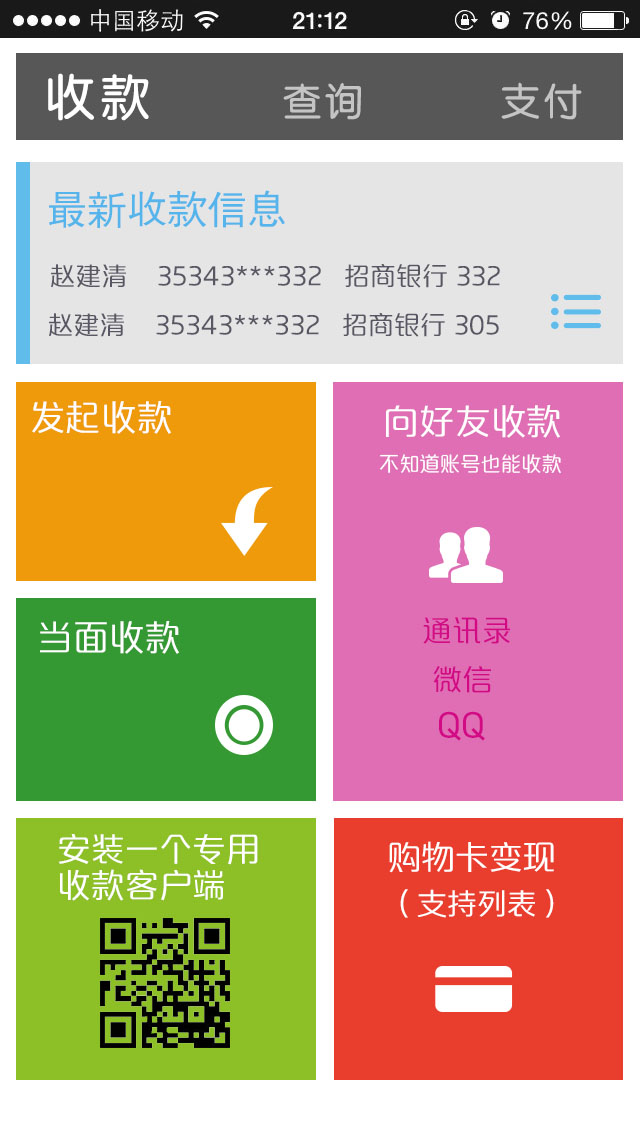 中国移动 21:12 76%
收款 查询 支付
最新收款信息
赵建清 35343***332 招商银行 332
赵建清 35343***332 招商银行 305
发起收款
向好友收款
不知道账号也能收款
通讯录
微信
QQ
当面收款
安装一个专用
收款客户端
购物卡变现
（支持列表）